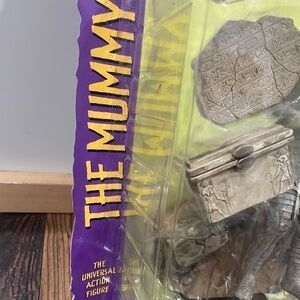 THE MUMMY
THE
UNIVERSAL
ACTION
FIGURE